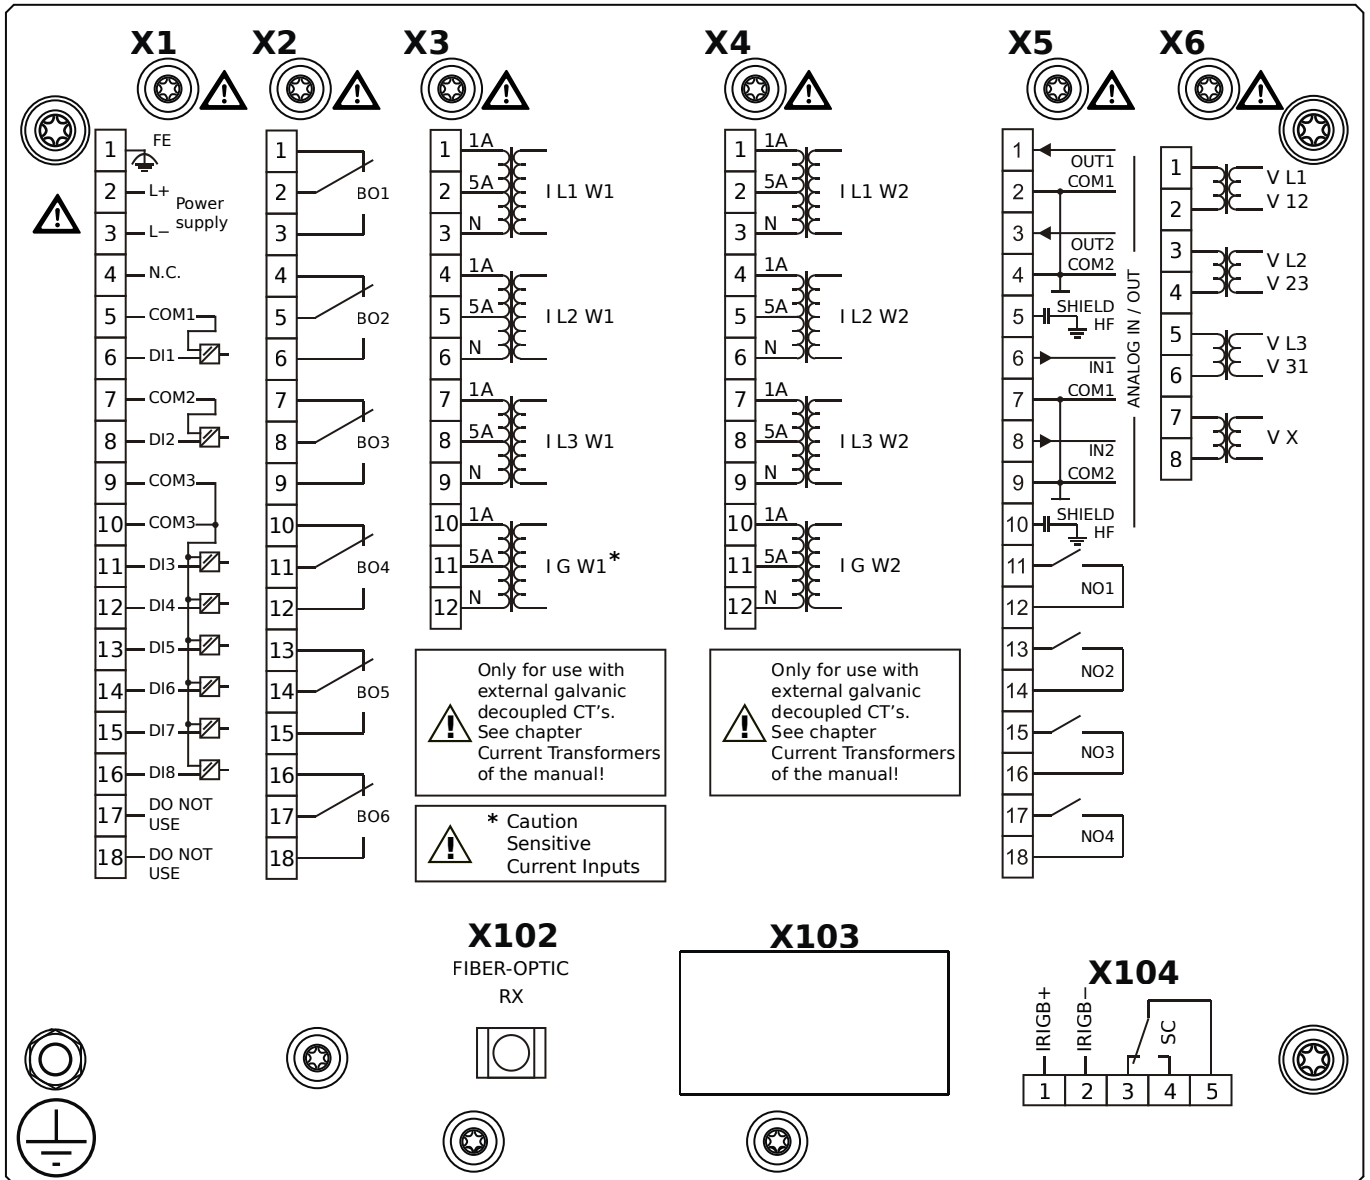 X1
X2
X3
X4
X5
X6
1 FE
2 L+
Power
supply
3 L−
4 N.C.
5 COM1
6 DI1
7 COM2
8 DI2
9 COM3
10 COM3
11 DI3
12 DI4
13 DI5
14 DI6
15 DI7
16 DI8
17 DO NOT
USE
18 DO NOT
USE
1
2 BO1
3
4
5 BO2
6
7
8 BO3
9
10
11 BO4
12
13
14 BO5
15
16
17 BO6
18
1 1A
2 5A I L1 W1
3 N
4 1A
5 5A I L2 W1
6 N
7 1A
8 5A I L3 W1
9 N
10 1A
11 5A I G W1*
12 N
Only for use with
external galvanic
decoupled CT's.
See chapter
Current Transformers
of the manual!
* Caution
Sensitive
Current Inputs
1 1A
2 5A I L1 W2
3 N
4 1A
5 5A I L2 W2
6 N
7 1A
8 5A I L3 W2
9 N
10 1A
11 5A I G W2
12 N
Only for use with
external galvanic
decoupled CT's.
See chapter
Current Transformers
of the manual!
1 OUT1
2 COM1
3 OUT2
4 COM2
5 SHIELD
HF
6 IN1
7 COM1
8 IN2
9 COM2
10 SHIELD
HF
ANALOG IN / OUT
11
NO1
12
13
NO2
14
15
NO3
16
17
NO4
18
1 V L1
2 V 12
3 V L2
4 V 23
5 V L3
6 V 31
7
V X
8
X102
FIBER-OPTIC
RX
X103
X104
IRIGB+
IRIGB−
SC
1 2 3 4 5